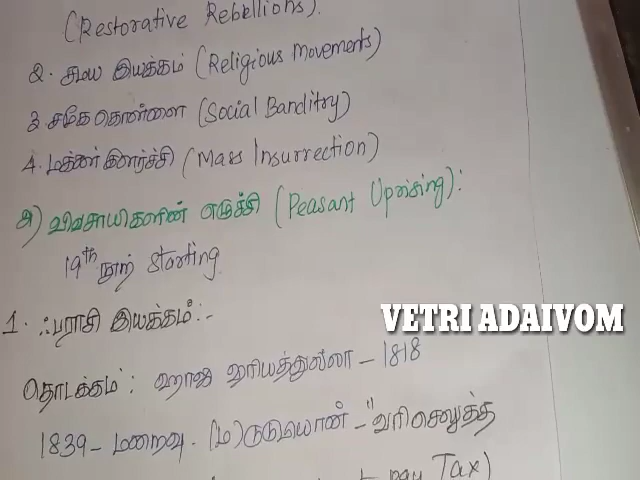 (Restorative Rebellions).
2. சமய இயக்கம் (Religious Movements)
3. சமூக கொள்ளை (Social Banditry)
4. மக்கள் கிளர்ச்சி (Mass Insurrection)
அ) விவசாயிகளின் எழுச்சி (Peasant Uprising):
19th நூற் Starting
1. ஃபராசி இயக்கம்:-
VETRI ADAIVOM
தொடக்கம்: ஹாஜி ஷரியத்துல்லா - 1818
1839 - மறைவு. (ம) டுடுமியான் - "வரி செலுத்த
pay Tax)